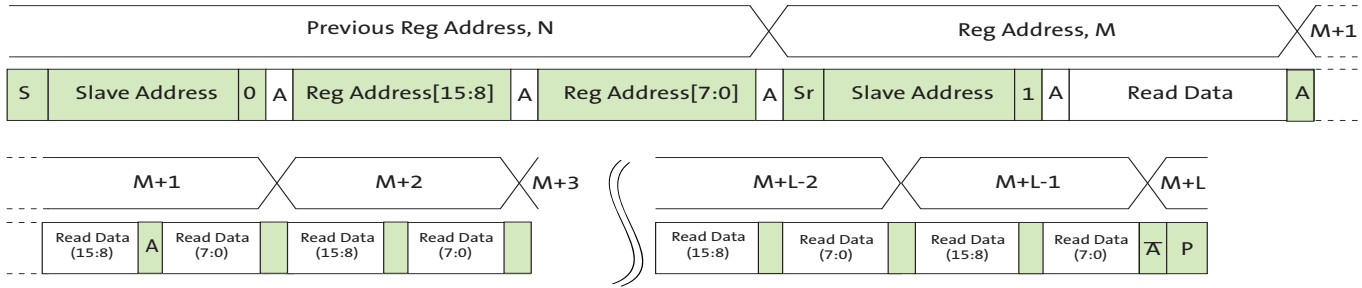 Previous Reg Address, N Reg Address, M M+1
S Slave Address 0 A Reg Address[15:8] A Reg Address[7:0] A Sr Slave Address 1 A Read Data A
M+1 M+2 M+3 M+L-2 M+L-1 M+L
Read Data A Read Data Read Data Read Data Read Data Read Data Read Data Read Data A̅ P
(15:8) (7:0) (15:8) (7:0) (15:8) (7:0) (15:8) (7:0)